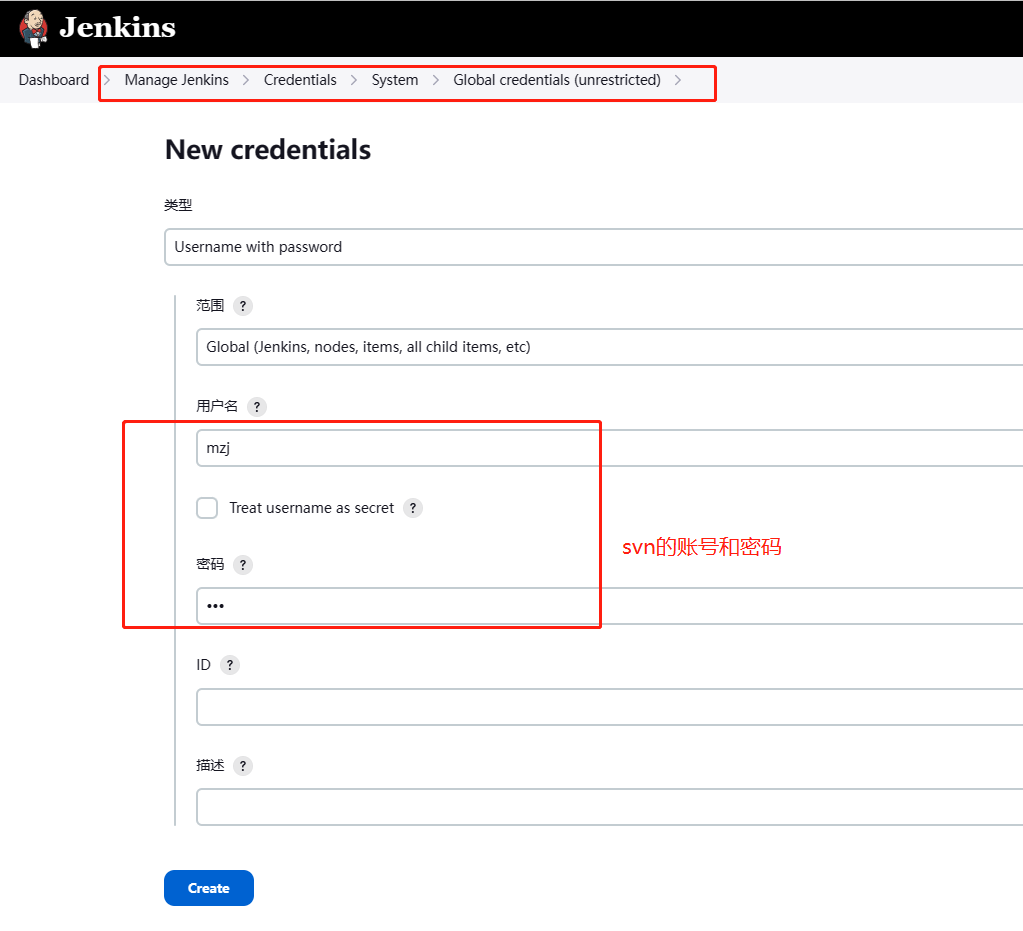 Jenkins
Dashboard > Manage Jenkins > Credentials > System > Global credentials (unrestricted) >
New credentials
类型
Username with password
范围 ?
Global (Jenkins, nodes, items, all child items, etc)
用户名 ?
mzj
Treat username as secret ?
svn的账号和密码
密码 ?
•••
ID ?
描述 ?
Create